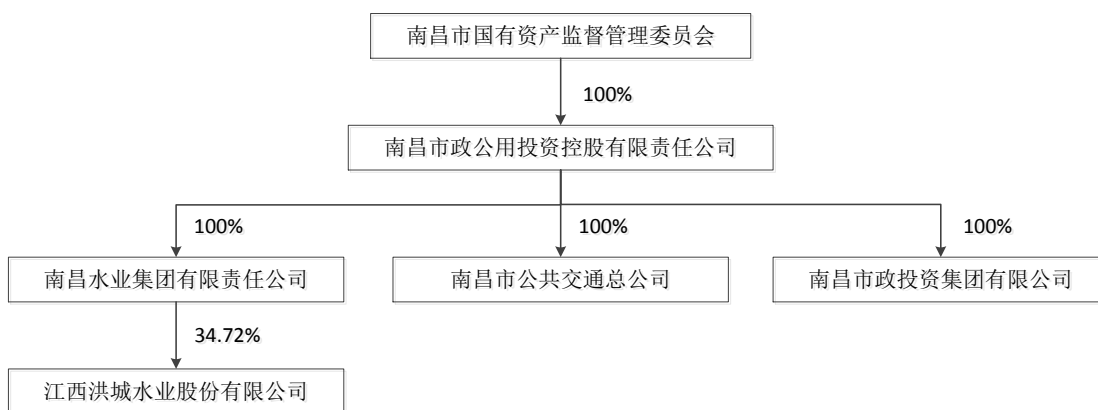 南昌市国有资产监督管理委员会
100%
南昌市政公用投资控股有限责任公司
100%
100%
100%
南昌水业集团有限责任公司
南昌市公共交通总公司
南昌市政投资集团有限公司
34.72%
江西洪城水业股份有限公司